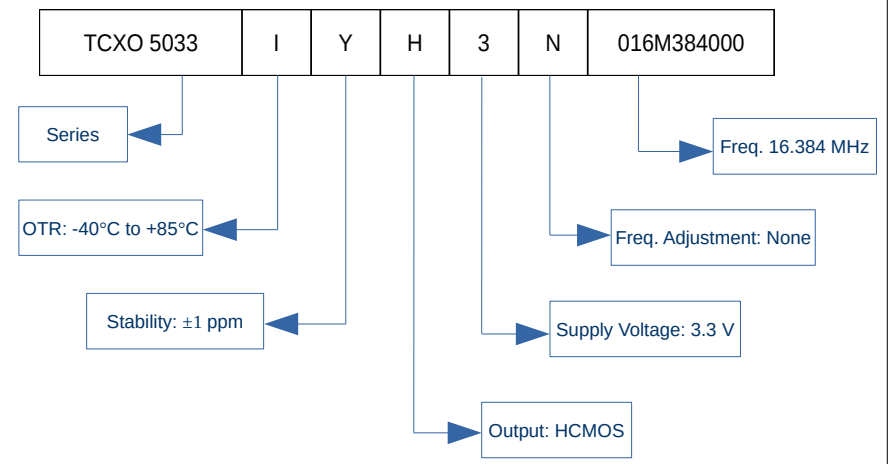 TCXO 5033 I Y H 3 N 016M384000
Series
Freq. 16.384 MHz
OTR: -40°C to +85°C
Freq. Adjustment: None
Stability: ±1 ppm
Supply Voltage: 3.3 V
Output: HCMOS